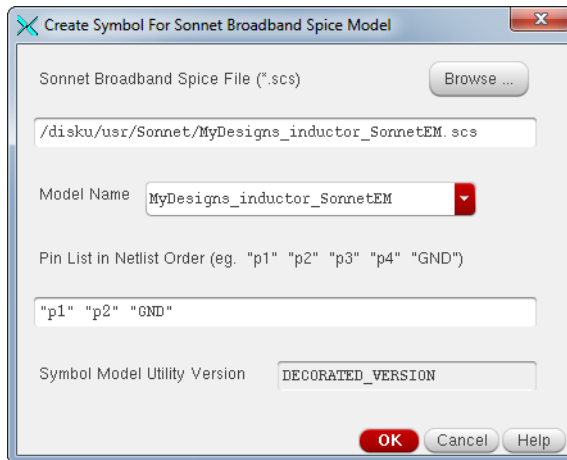 Create Symbol For Sonnet Broadband Spice Model
Sonnet Broadband Spice File (*.scs)
Browse ...
/disku/usr/Sonnet/MyDesigns_inductor_SonnetEM.scs
Model Name
MyDesigns_inductor_SonnetEM
Pin List in Netlist Order (eg. "p1" "p2" "p3" "p4" "GND")
"p1" "p2" "GND"
Symbol Model Utility Version
DECORATED_VERSION
OK
Cancel
Help